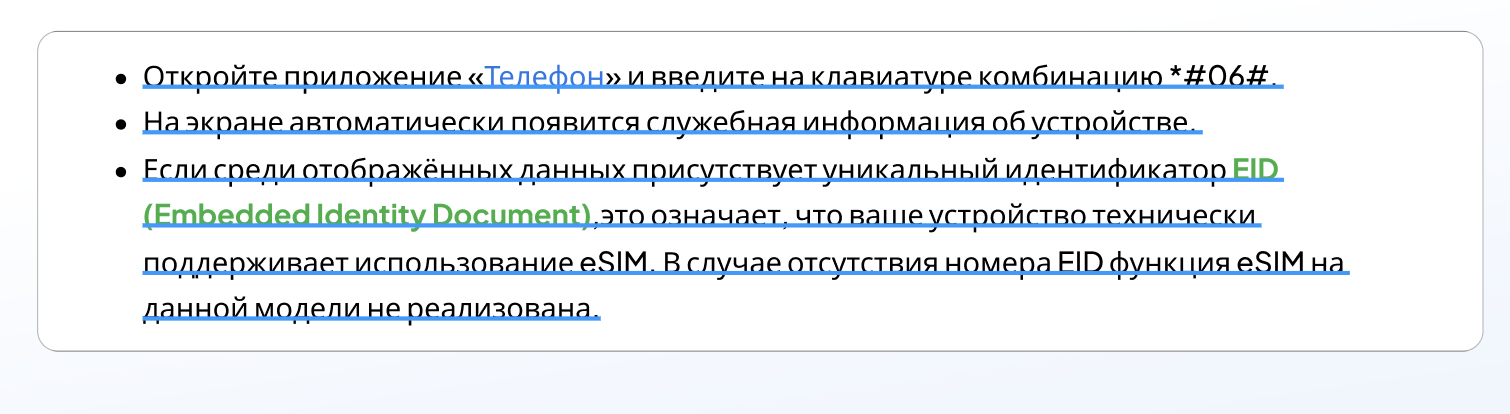 • Откройте приложение «Телефон» и введите на клавиатуре комбинацию *#06#.
• На экране автоматически появится служебная информация об устройстве.
• Если среди отображённых данных присутствует уникальный идентификатор EID
(Embedded Identity Document),это означает, что ваше устройство технически
поддерживает использование eSIM. В случае отсутствия номера EID функция eSIM на
данной модели не реализована.